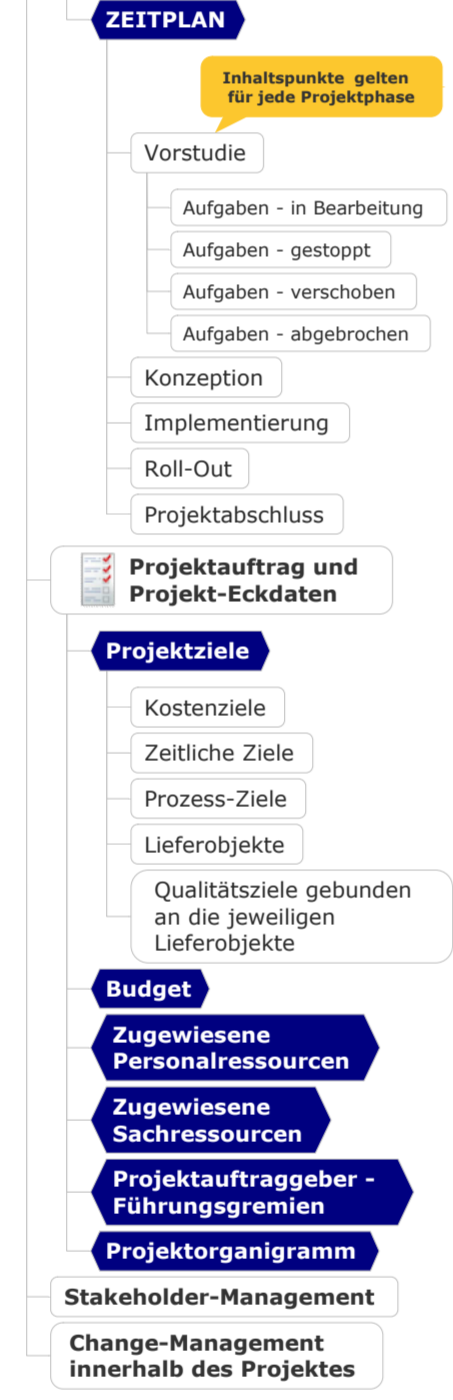 ZEITPLAN
Inhaltspunkte gelten
für jede Projektphase
Vorstudie
Aufgaben - in Bearbeitung
Aufgaben - gestoppt
Aufgaben - verschoben
Aufgaben - abgebrochen
Konzeption
Implementierung
Roll-Out
Projektabschluss
Projektauftrag und
Projekt-Eckdaten
Projektziele
Kostenziele
Zeitliche Ziele
Prozess-Ziele
Lieferobjekte
Qualitätsziele gebunden
an die jeweiligen
Lieferobjekte
Budget
Zugewiesene
Personalressourcen
Zugewiesene
Sachressourcen
Projektauftraggeber -
Führungsgremien
Projektorganigramm
Stakeholder-Management
Change-Management
innerhalb des Projektes